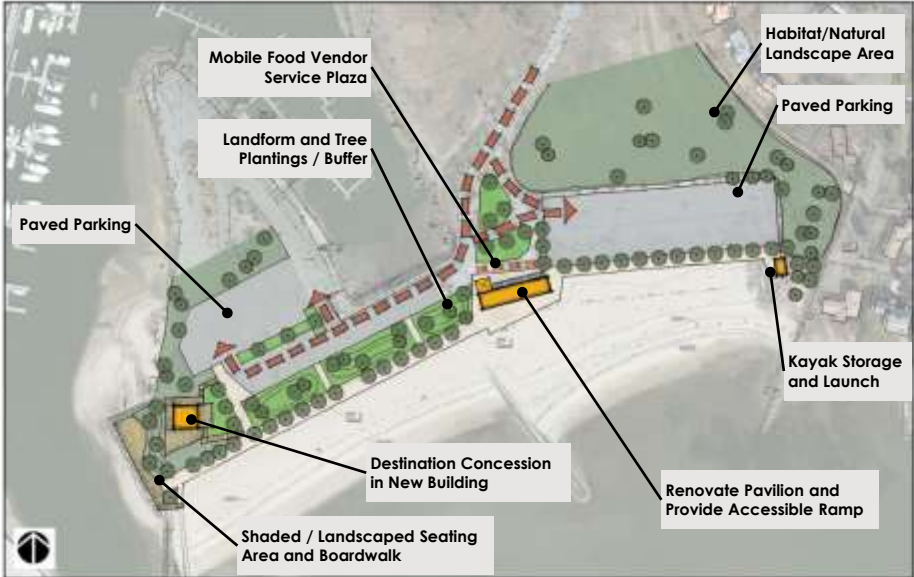 Habitat/Natural
Landscape Area
Mobile Food Vendor
Service Plaza
Paved Parking
Landform and Tree
Plantings / Buffer
Paved Parking
Kayak Storage
and Launch
Destination Concession
in New Building
Renovate Pavilion and
Provide Accessible Ramp
Shaded / Landscaped Seating
Area and Boardwalk